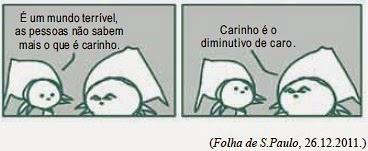 É um mundo terrível,
as pessoas não sabem
mais o que é carinho.
Carinho é o
diminutivo de caro.
(Folha de S.Paulo, 26.12.2011.)